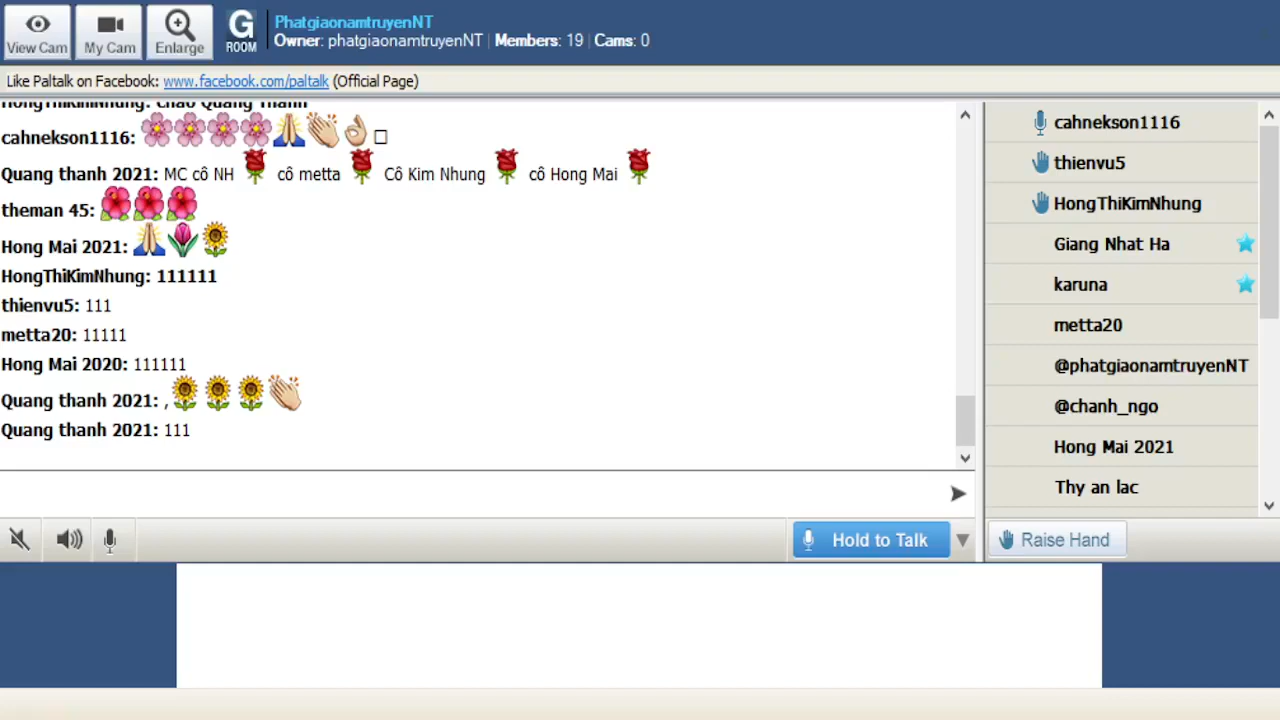 View Cam
My Cam
Enlarge
G
ROOM
PhatgiaonamtruyenNT
Owner: phatgiaonamtruyenNT | Members: 19 | Cams: 0
Like Paltalk on Facebook: www.facebook.com/paltalk (Official Page)
HongThiKimNhung: chào Quang Thanh
cahnekson1116: 🌸🌸🌸🌸🙏👏👌□
Quang thanh 2021: MC cô NH 🌹 cô metta 🌹 Cô Kim Nhung 🌹 cô Hong Mai 🌹
theman 45: 🌺🌺🌺
Hong Mai 2021: 🙏🌷🌻
HongThiKimNhung: 111111
thienvu5: 111
metta20: 11111
Hong Mai 2020: 111111
Quang thanh 2021: ,🌻🌻🌻👏
Quang thanh 2021: 111
cahnekson1116
thienvu5
HongThiKimNhung
Giang Nhat Ha
karuna
metta20
@phatgiaonamtruyenNT
@chanh_ngo
Hong Mai 2021
Thy an lac
Hold to Talk
Raise Hand